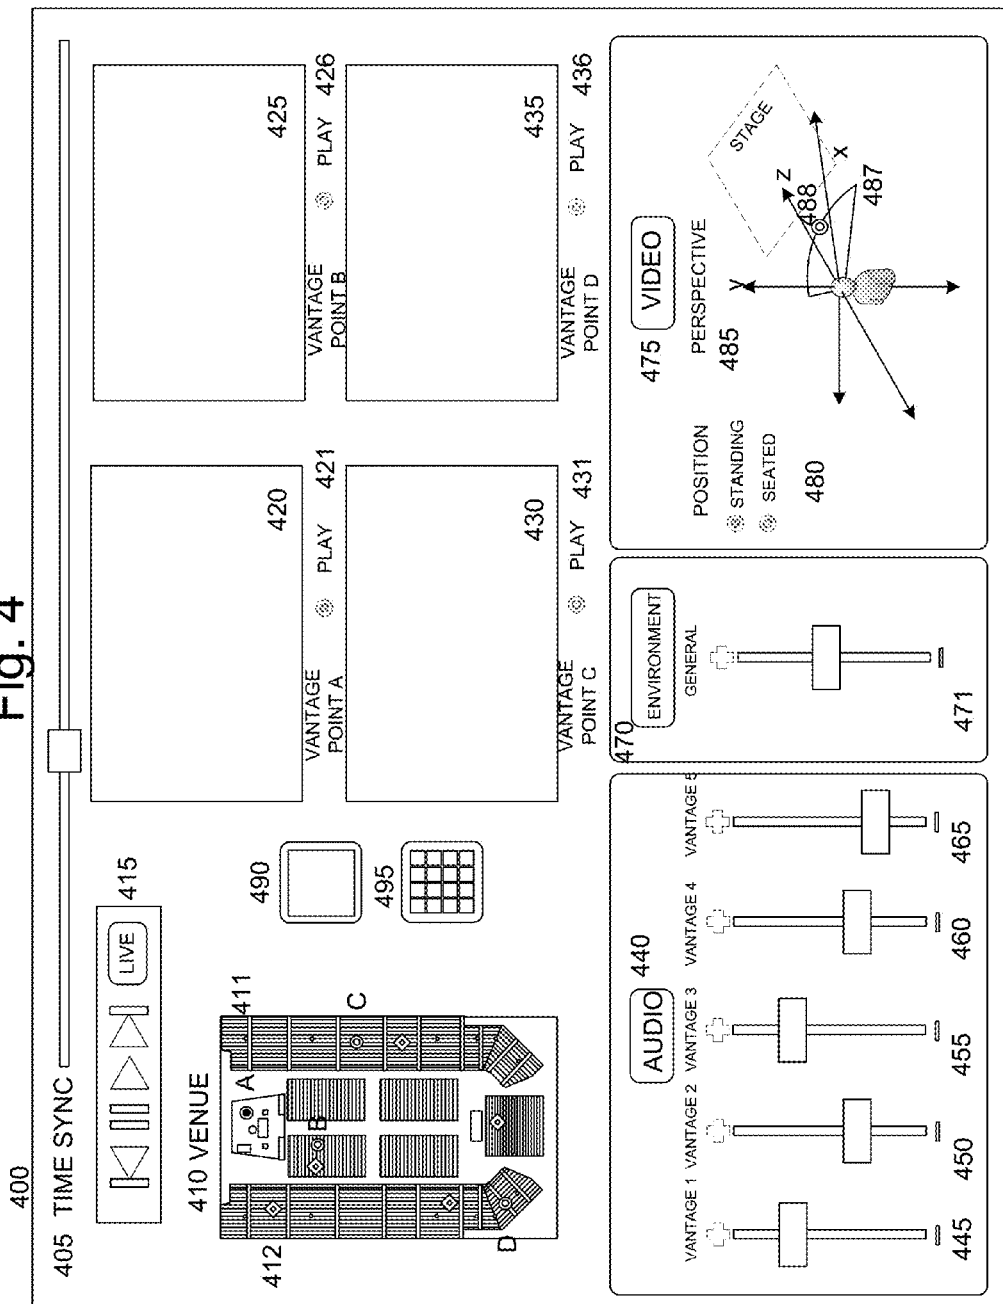 Fig. 4
400
405 TIME SYNC
415
LIVE
410 VENUE
411
412
A
B
C
D
490
495
420
VANTAGE
POINT A
PLAY 421
425
VANTAGE
POINT B
PLAY 426
430
VANTAGE
POINT C
PLAY 431
435
VANTAGE
POINT D
PLAY 436
AUDIO 440
VANTAGE 1
VANTAGE 2
VANTAGE 3
VANTAGE 4
VANTAGE 5
445
450
455
460
465
470
ENVIRONMENT
GENERAL
471
475 VIDEO
POSITION
STANDING
SEATED
480
PERSPECTIVE
485
STAGE
Y
Z
X
488
487